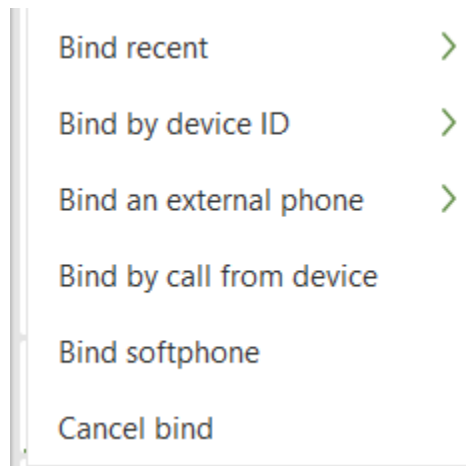 Bind recent
Bind by device ID
Bind an external phone
Bind by call from device
Bind softphone
Cancel bind